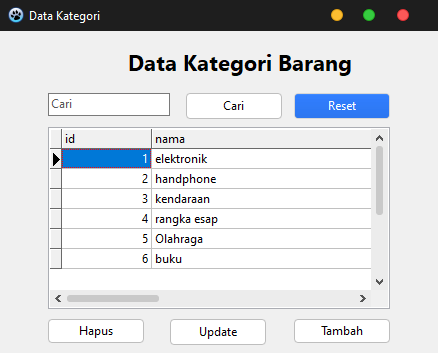 Data Kategori
Data Kategori Barang
Cari Cari Reset
id nama
1 elektronik
2 handphone
3 kendaraan
4 rangka esap
5 Olahraga
6 buku
Hapus Update Tambah